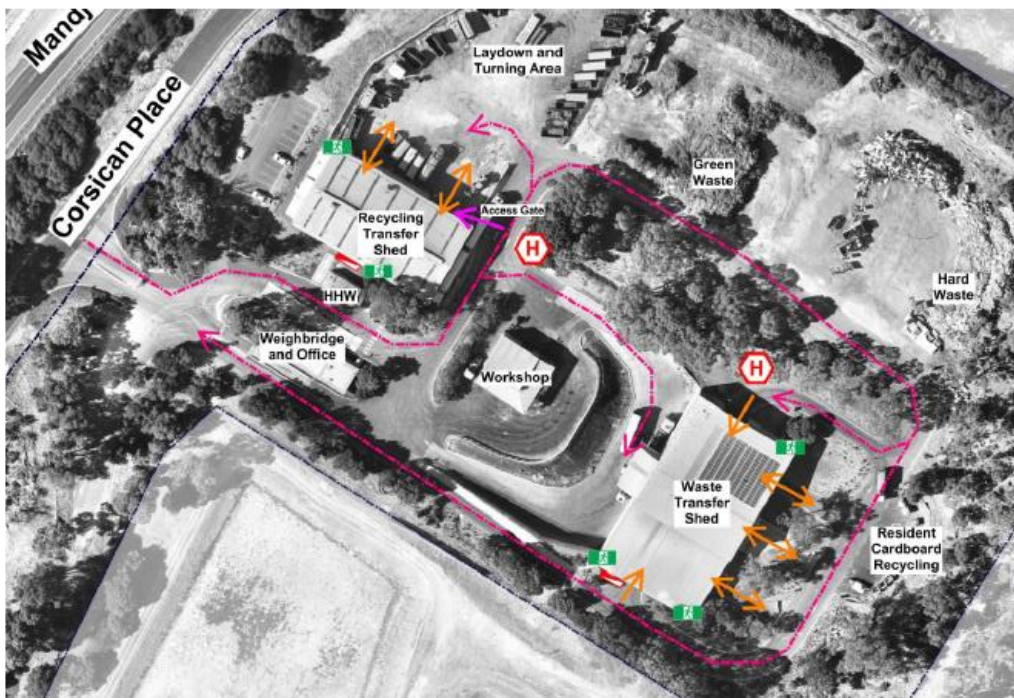 Mandj
Corsican Place
Laydown and
Turning Area
Green
Waste
Access Gate
Recycling
Transfer
Shed
H
Hard
Waste
HHW
Weighbridge
and Office
Workshop
H
Waste
Transfer
Shed
Resident
Cardboard
Recycling